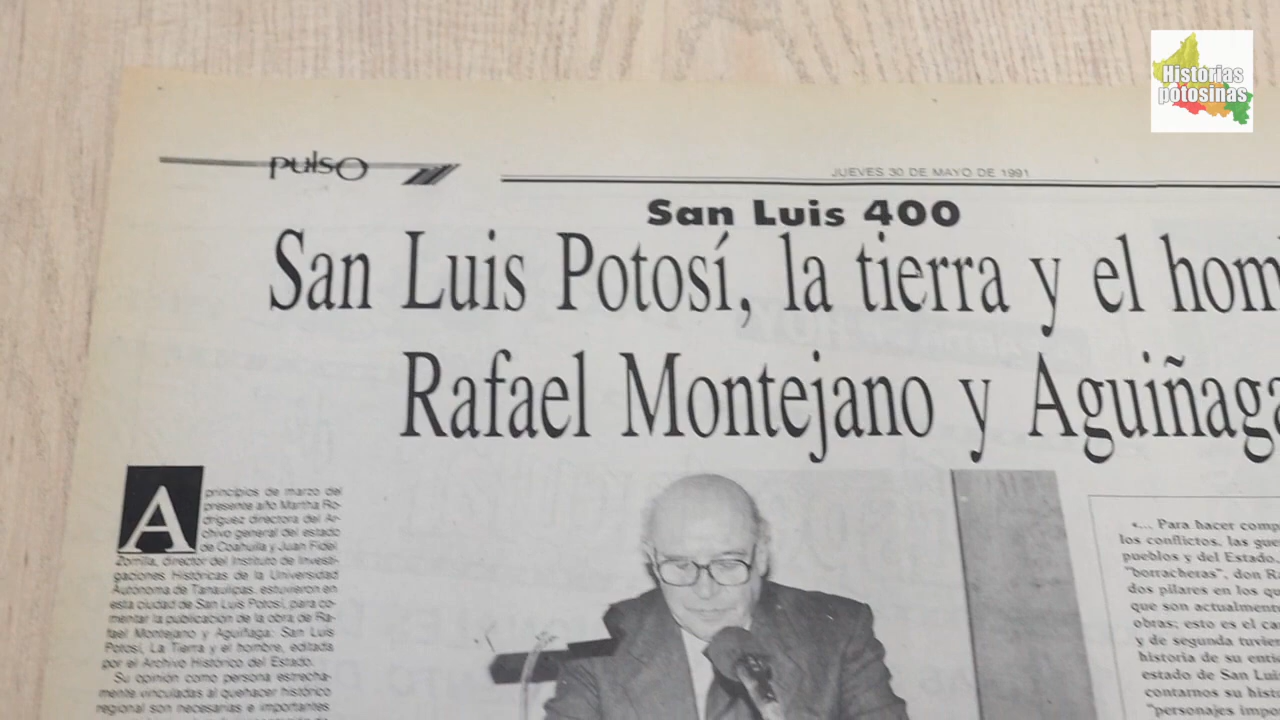 Historias
potosinas
pulso
JUEVES 30 DE MAYO DE 1991
San Luis 400
San Luis Potosí, la tierra y el hom
Rafael Montejano y Aguiñaga
A principios de marzo del
presente año Martha Ro-
dríguez directora del Ar-
chivo general del estado
de Coahuila y Juan Fidel
Zorrilla, director del Instituto de Investi-
gaciones Históricas de la Universidad
Autónoma de Tamaulipas, estuvieron en
esta ciudad de San Luis Potosí, para co-
mentar la publicación de la obra de Ra-
fael Montejano y Aguiñaga: San Luis
Potosí, La Tierra y el hombre, editada
por el Archivo Histórico del Estado.
Su opinión como persona estrecha-
mente vinculadas al quehacer histórico
regional son necesarias e importantes
«... Para hacer comp
los conflictos, las gue
pueblos y del Estado,
"borracheras", don Ra
dos pilares en los qu
que son actualment
obras; esto es el ca
y de segunda tuvie
historia de su enti
estado de San Luis
contarnos su hist
"personajes impo